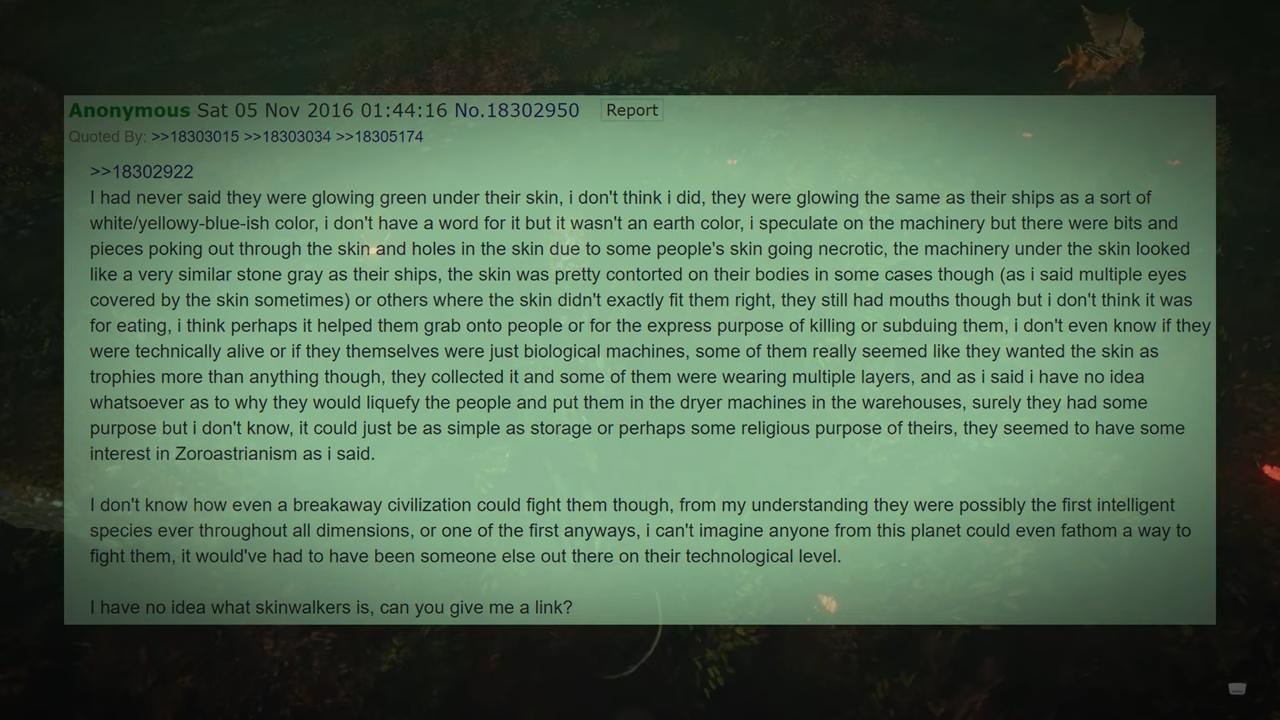 Anonymous Sat 05 Nov 2016 01:44:16 No.18302950 Report
Quoted By: >>18303015 >>18303034 >>18305174
>>18302922
I had never said they were glowing green under their skin, i don't think i did, they were glowing the same as their ships as a sort of
white/yellowy-blue-ish color, i don't have a word for it but it wasn't an earth color, i speculate on the machinery but there were bits and
pieces poking out through the skin and holes in the skin due to some people's skin going necrotic, the machinery under the skin looked
like a very similar stone gray as their ships, the skin was pretty contorted on their bodies in some cases though (as i said multiple eyes
covered by the skin sometimes) or others where the skin didn't exactly fit them right, they still had mouths though but i don't think it was
for eating, i think perhaps it helped them grab onto people or for the express purpose of killing or subduing them, i don't even know if they
were technically alive or if they themselves were just biological machines, some of them really seemed like they wanted the skin as
trophies more than anything though, they collected it and some of them were wearing multiple layers, and as i said i have no idea
whatsoever as to why they would liquefy the people and put them in the dryer machines in the warehouses, surely they had some
purpose but i don't know, it could just be as simple as storage or perhaps some religious purpose of theirs, they seemed to have some
interest in Zoroastrianism as i said.
I don't know how even a breakaway civilization could fight them though, from my understanding they were possibly the first intelligent
species ever throughout all dimensions, or one of the first anyways, i can't imagine anyone from this planet could even fathom a way to
fight them, it would've had to have been someone else out there on their technological level.
I have no idea what skinwalkers is, can you give me a link?